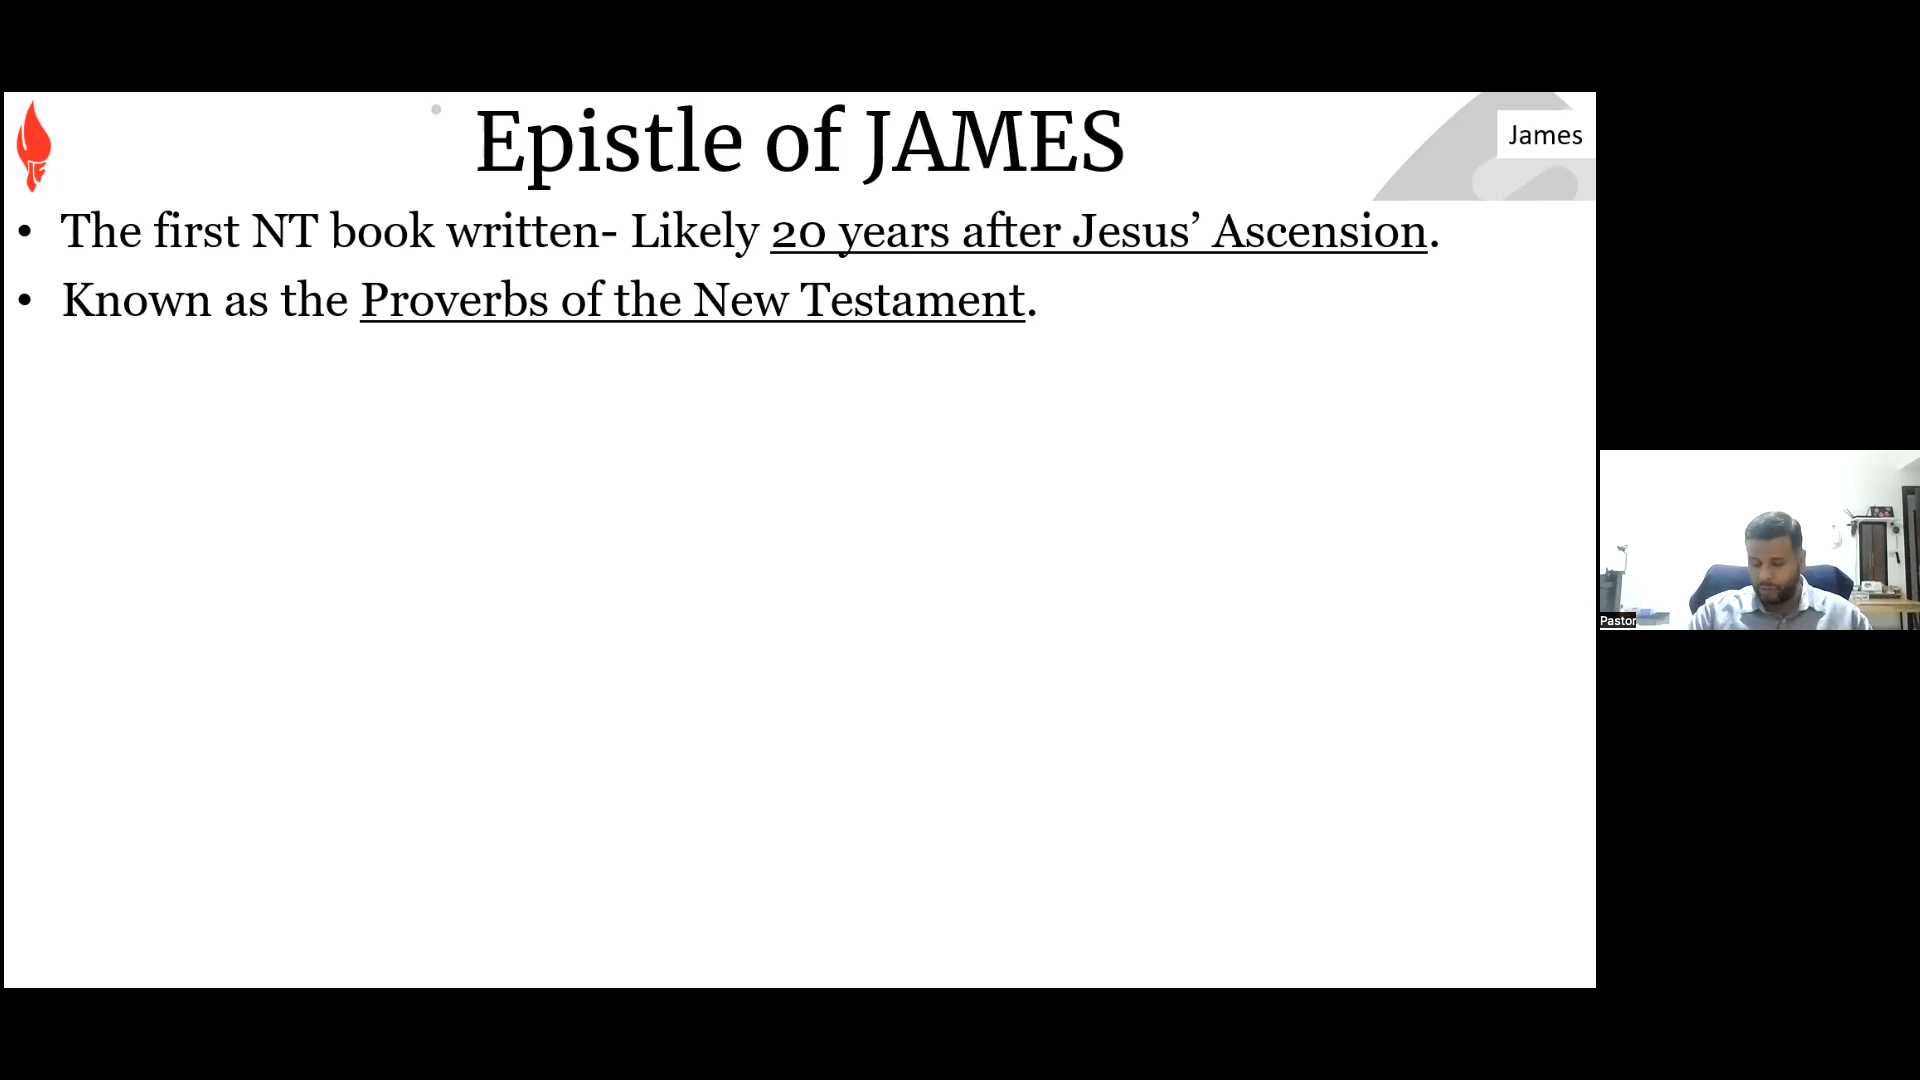 Epistle of JAMES
James
• The first NT book written- Likely 20 years after Jesus’ Ascension.
• Known as the Proverbs of the New Testament.
Pastor